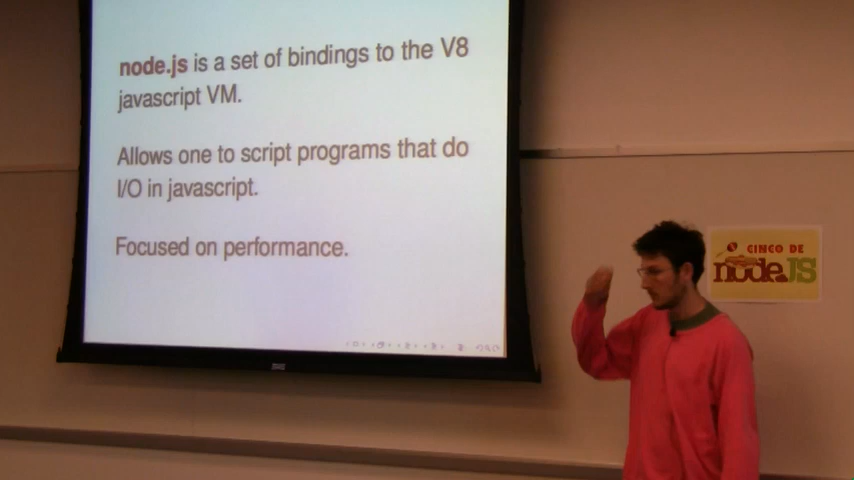 node.js is a set of bindings to the V8
javascript VM.
Allows one to script programs that do
I/O in javascript.
Focused on performance.
CINCO DE
nodeJS